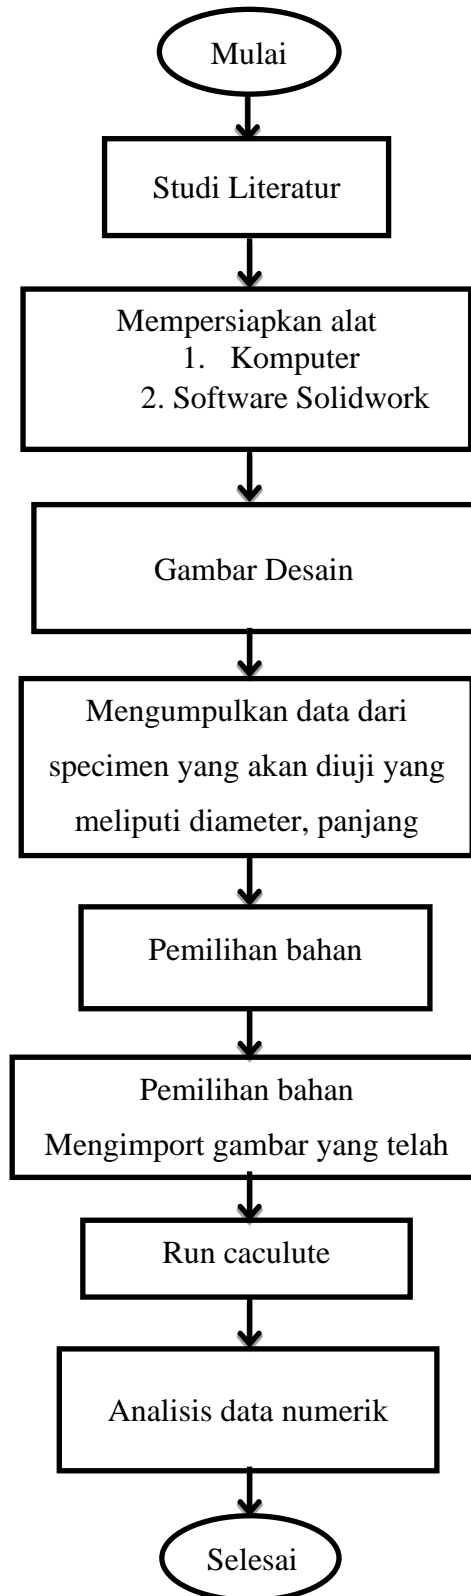 Mulai
Studi Literatur
Mempersiapkan alat
1. Komputer
2. Software Solidwork
Gambar Desain
Mengumpulkan data dari
specimen yang akan diuji yang
meliputi diameter, panjang
Pemilihan bahan
Pemilihan bahan
Mengimport gambar yang telah
Run caculute
Analisis data numerik
Selesai